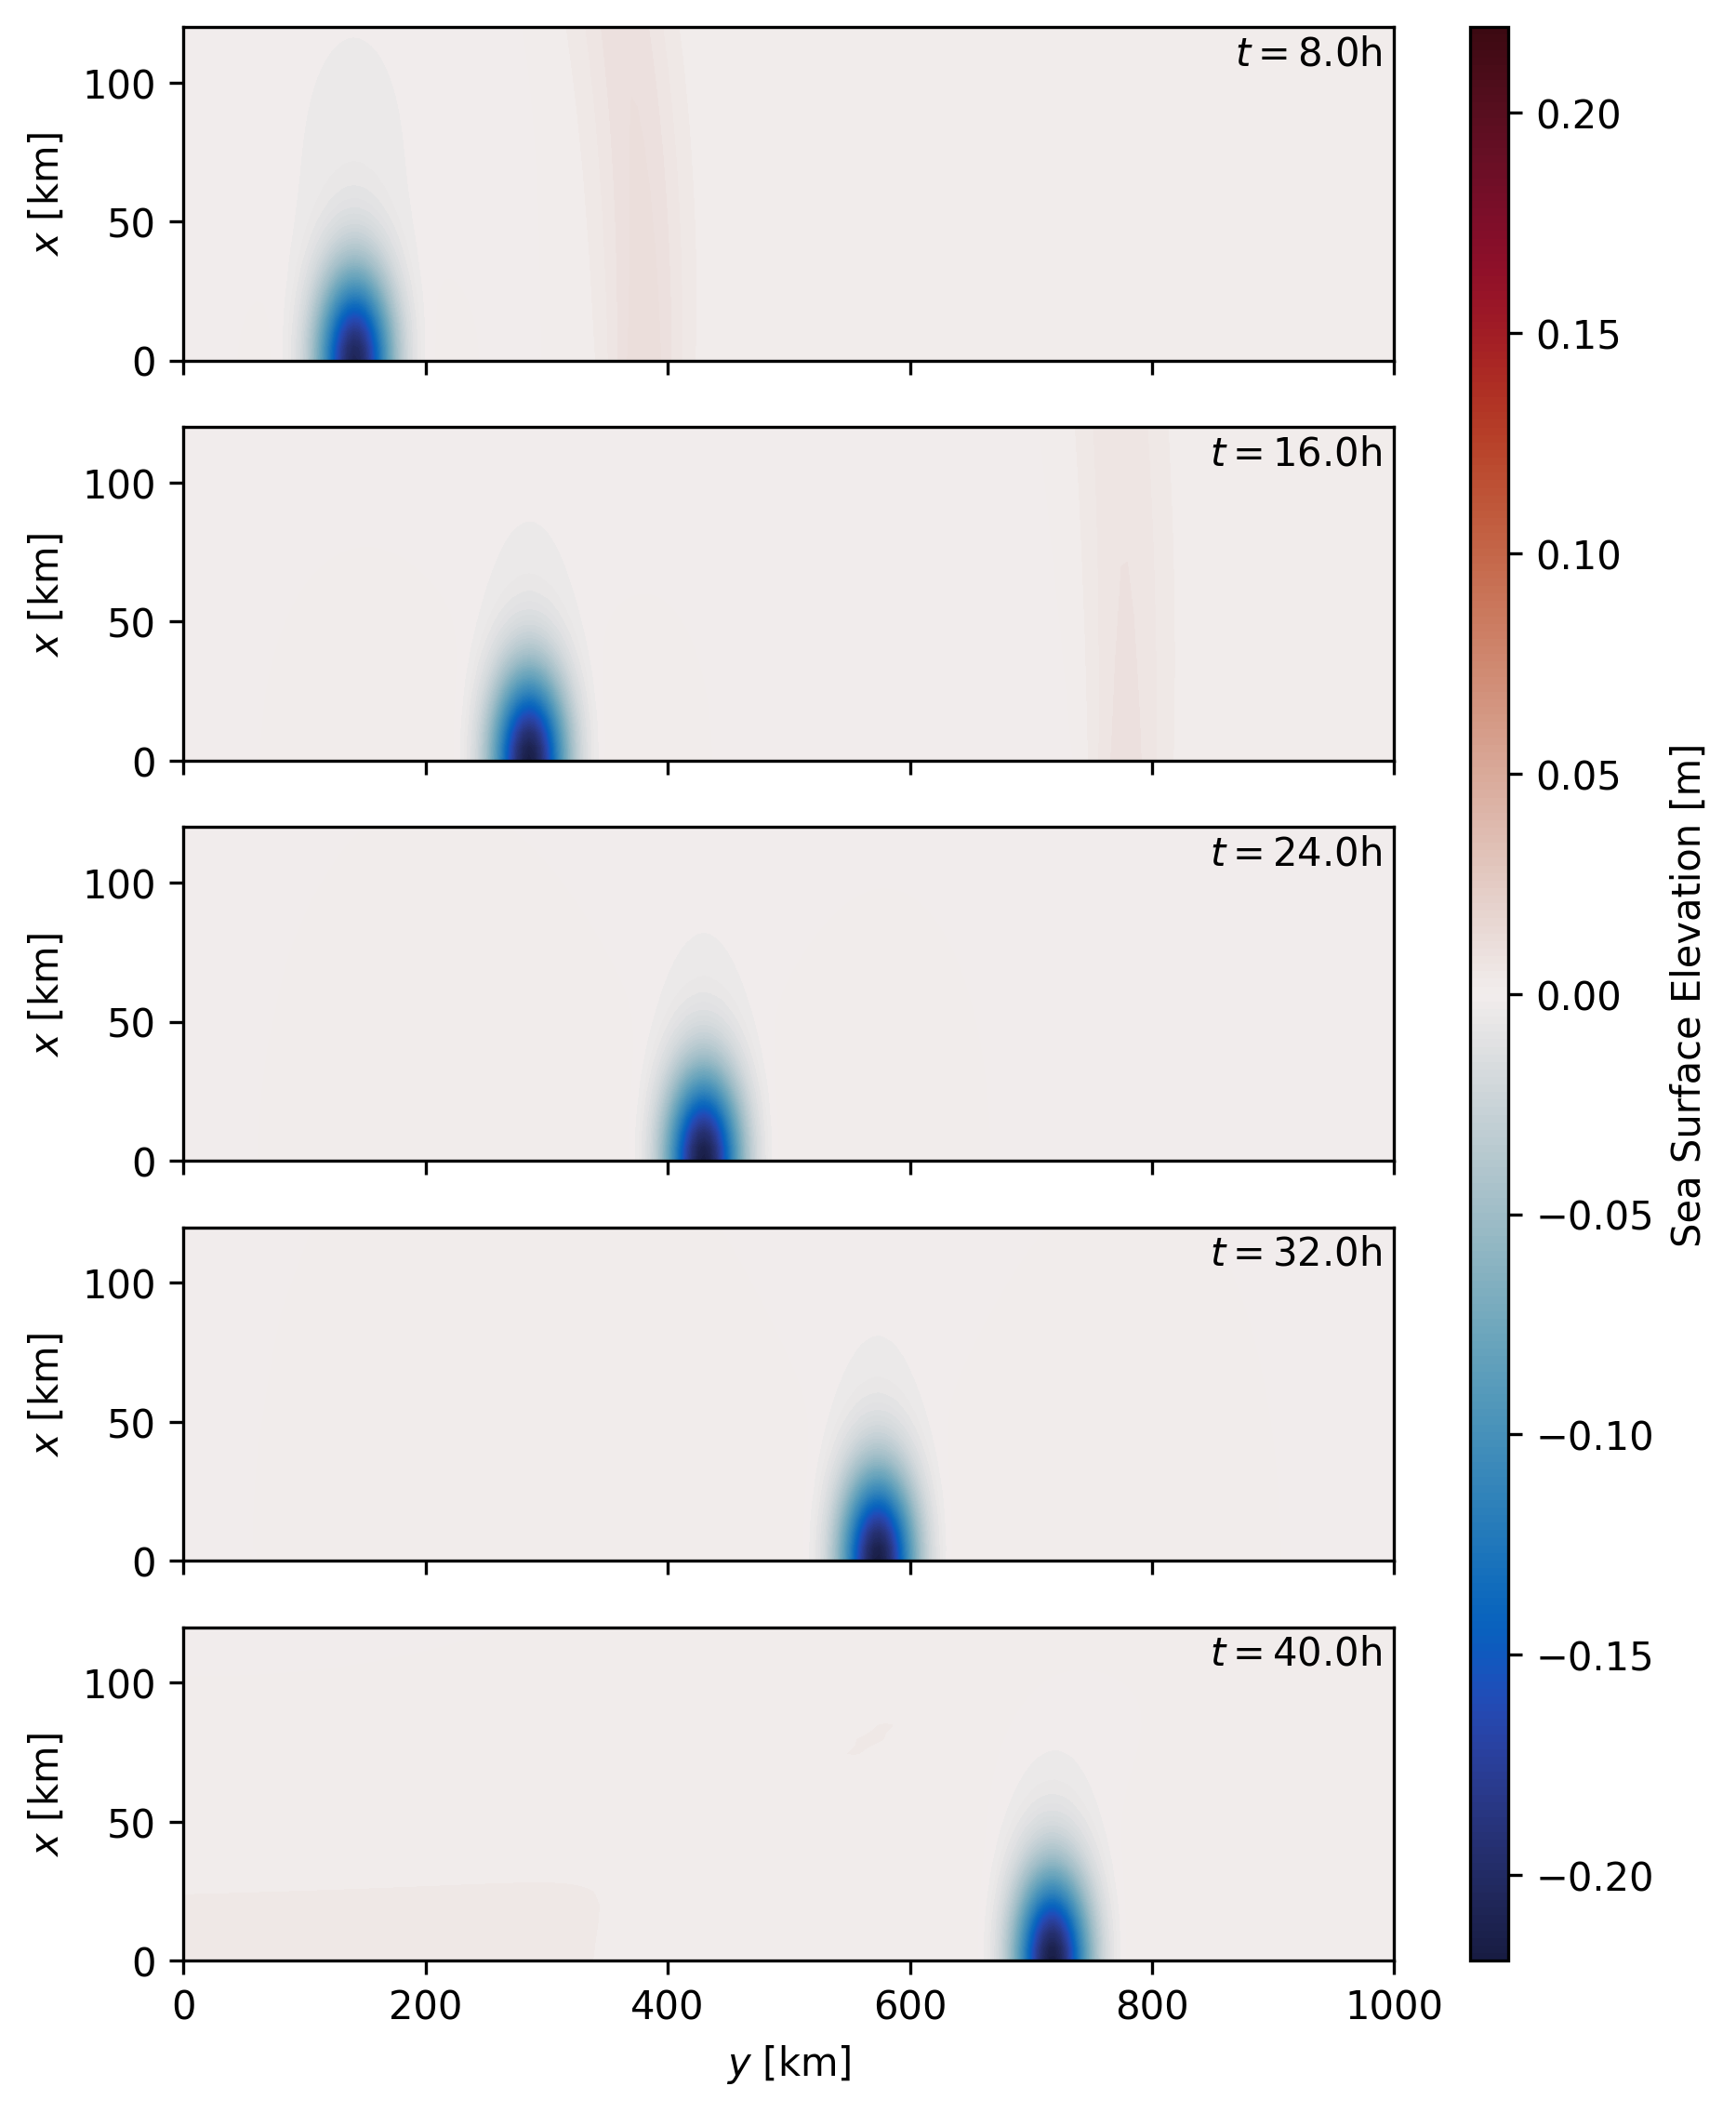 t = 8.0h
x [km]
100
50
0
t = 16.0h
x [km]
100
50
0
t = 24.0h
x [km]
100
50
0
t = 32.0h
x [km]
100
50
0
t = 40.0h
x [km]
100
50
0
0 200 400 600 800 1000
y [km]
0.20
0.15
0.10
0.05
0.00
−0.05
−0.10
−0.15
−0.20
Sea Surface Elevation [m]